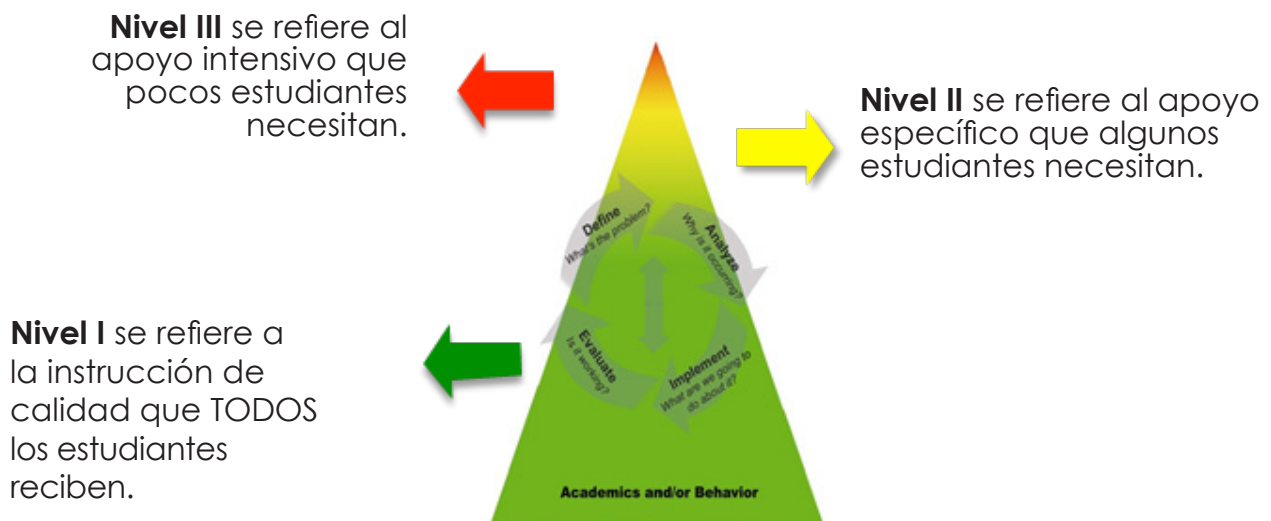 Nivel III se refiere al
apoyo intensivo que
pocos estudiantes
necesitan.
Nivel II se refiere al apoyo
específico que algunos
estudiantes necesitan.
Define
What's the problem?
Analyze
Why is it occurring?
Implement
What are we going to
do about it?
Evaluate
Is it working?
Nivel I se refiere a
la instrucción de
calidad que TODOS
los estudiantes
reciben.
Academics and/or Behavior